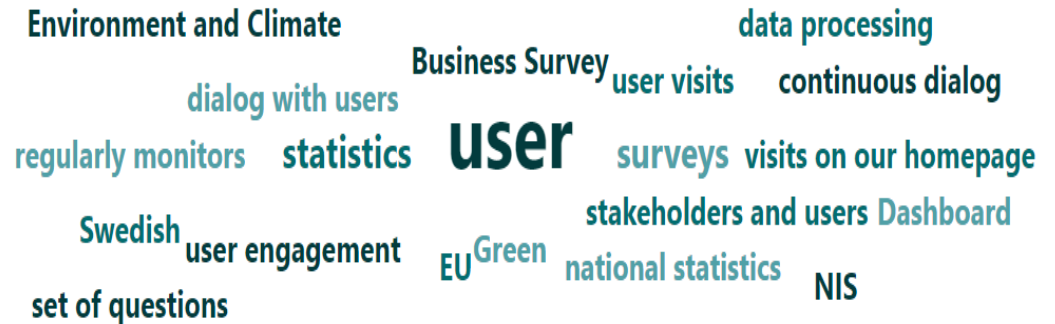 Environment and Climate
data processing
Business Survey
user visits
continuous dialog
dialog with users
regularly monitors
statistics
user
surveys
visits on our homepage
stakeholders and users
Dashboard
Swedish
user engagement
EU
Green
national statistics
NIS
set of questions